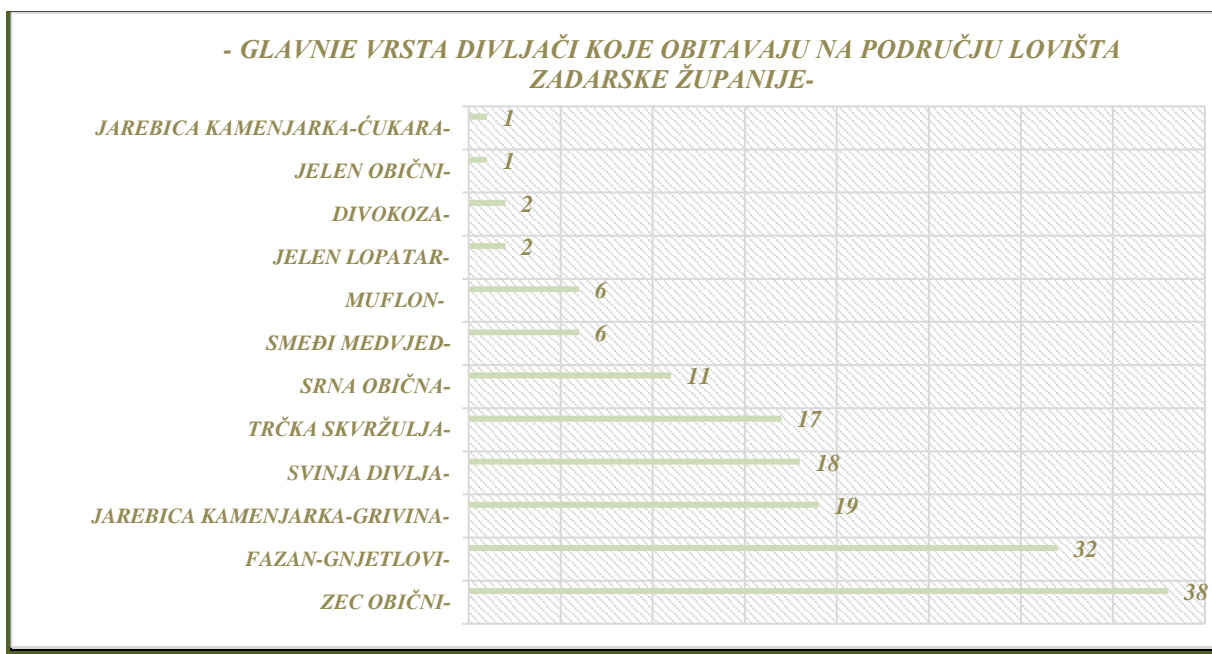 - GLAVNIE VRSTA DIVLJAČI KOJE OBITAVAJU NA PODRUČJU LOVIŠTA
ZADARSKE ŽUPANIJE-
JAREBICA KAMENJARKA-ĆUKARA- 1
JELEN OBIČNI- 1
DIVOKOZA- 2
JELEN LOPATAR- 2
MUFLON- 6
SMEĐI MEDVJED- 6
SRNA OBIČNA- 11
TRČKA SKVRŽULJA- 17
SVINJA DIVLJA- 18
JAREBICA KAMENJARKA-GRIVINA- 19
FAZAN-GNJETLOVI- 32
ZEC OBIČNI- 38